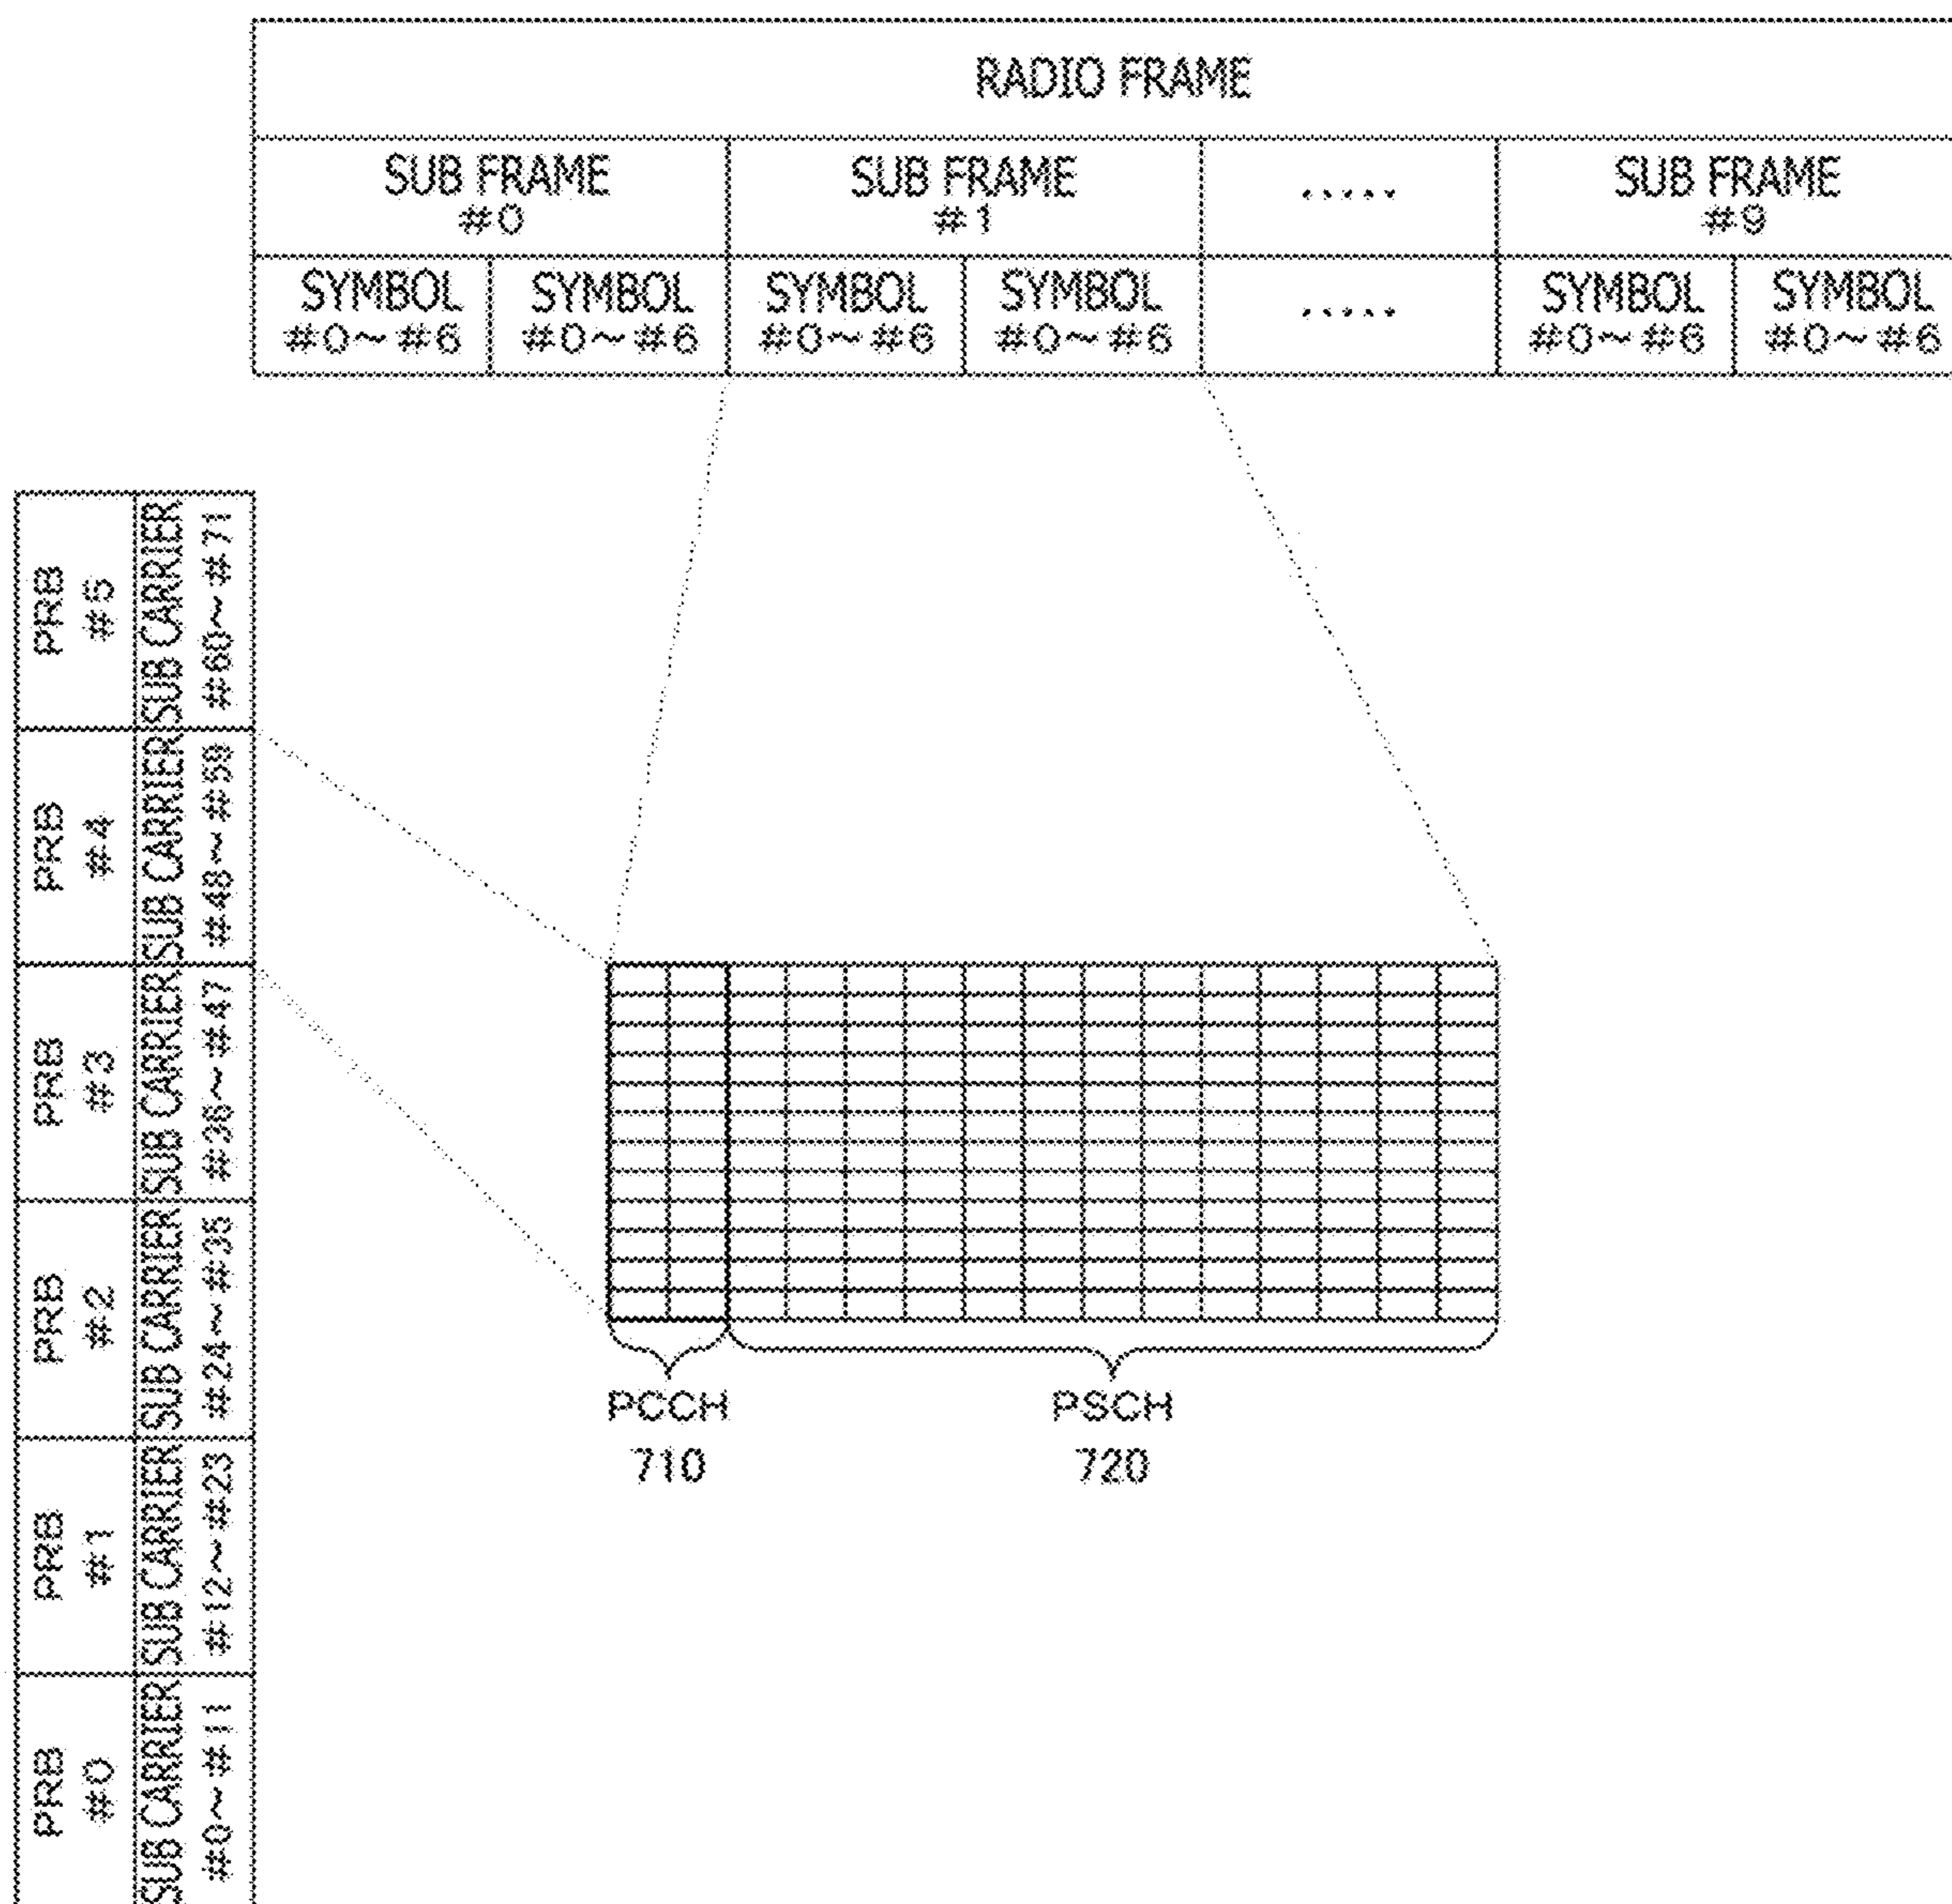 RADIO FRAME
SUB FRAME
#0
SUB FRAME
#1
.....
SUB FRAME
#9
SYMBOL
#0~#6
SYMBOL
#0~#6
SYMBOL
#0~#6
SYMBOL
#0~#6
.....
SYMBOL
#0~#6
SYMBOL
#0~#6
PRB
#5
SUB CARRIER
#60~#71
PRB
#4
SUB CARRIER
#48~#59
PRB
#3
SUB CARRIER
#36~#47
PRB
#2
SUB CARRIER
#24~#35
PRB
#1
SUB CARRIER
#12~#23
PRB
#0
SUB CARRIER
#0~#11
PCCH
710
PSCH
720